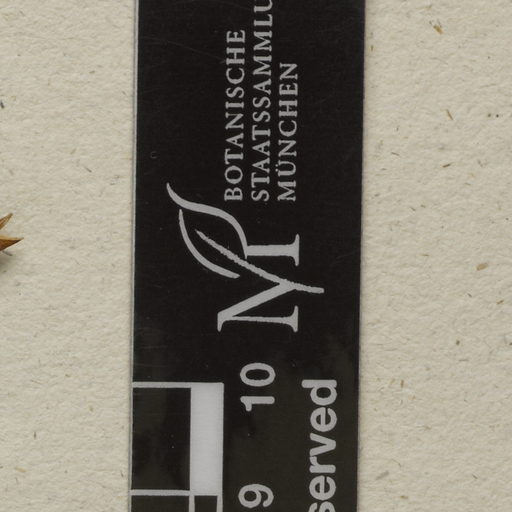 BOTANISCHE
STAATSSAMMLU
MÜNCHEN
M
9 10
served